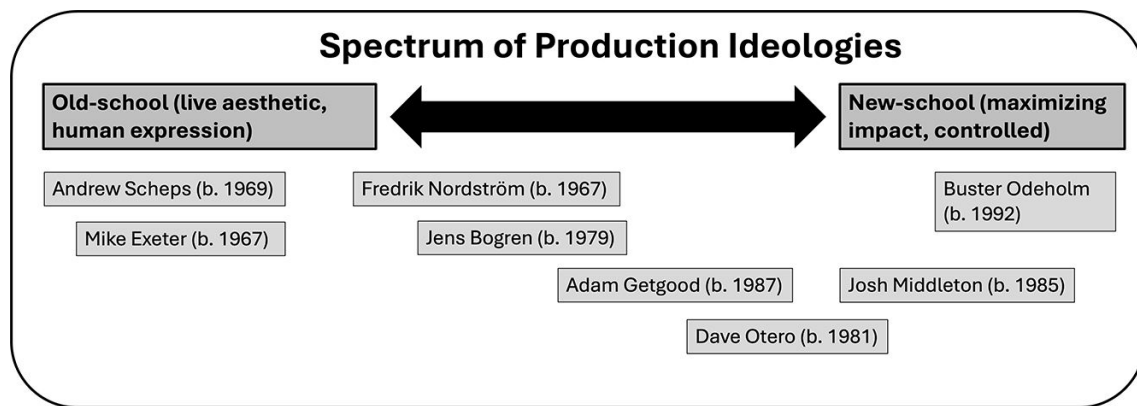 Spectrum of Production Ideologies
Old-school (live aesthetic,
human expression)
New-school (maximizing
impact, controlled)
Andrew Scheps (b. 1969)
Fredrik Nordström (b. 1967)
Buster Odeholm
(b. 1992)
Mike Exeter (b. 1967)
Jens Bogren (b. 1979)
Adam Getgood (b. 1987)
Josh Middleton (b. 1985)
Dave Otero (b. 1981)